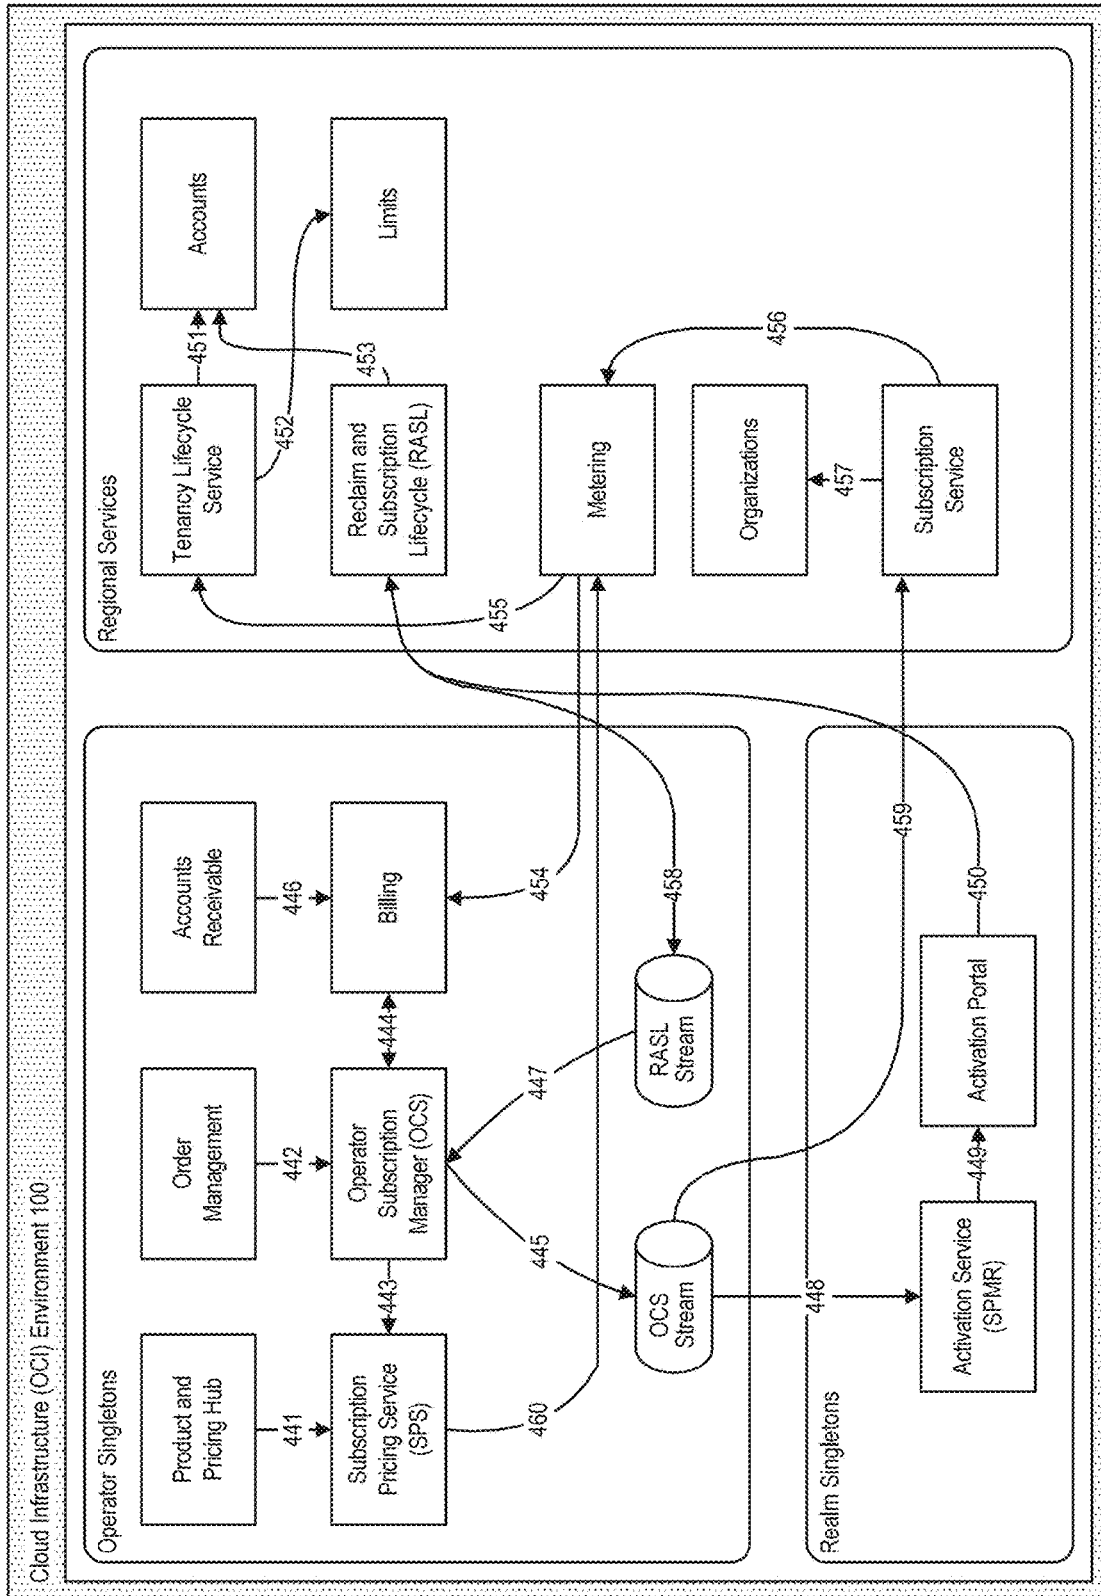 Cloud Infrastructure (OCI) Environment 100
Operator Singletons
Product and
Pricing Hub
Order
Management
Accounts
Receivable
441
442
446
Subscription
Pricing Service
(SPS)
443
Operator
Subscription
Manager (OCS)
444
Billing
460
445
447
454
OCS
Stream
RASL
Stream
458
Realm Singletons
448
459
Activation Service
(SPMR)
449
Activation Portal
450
Regional Services
Tenancy Lifecycle
Service
451
Accounts
452
Reclaim and
Subscription
Lifecycle (RASL)
453
Limits
455
Metering
456
Organizations
457
Subscription
Service